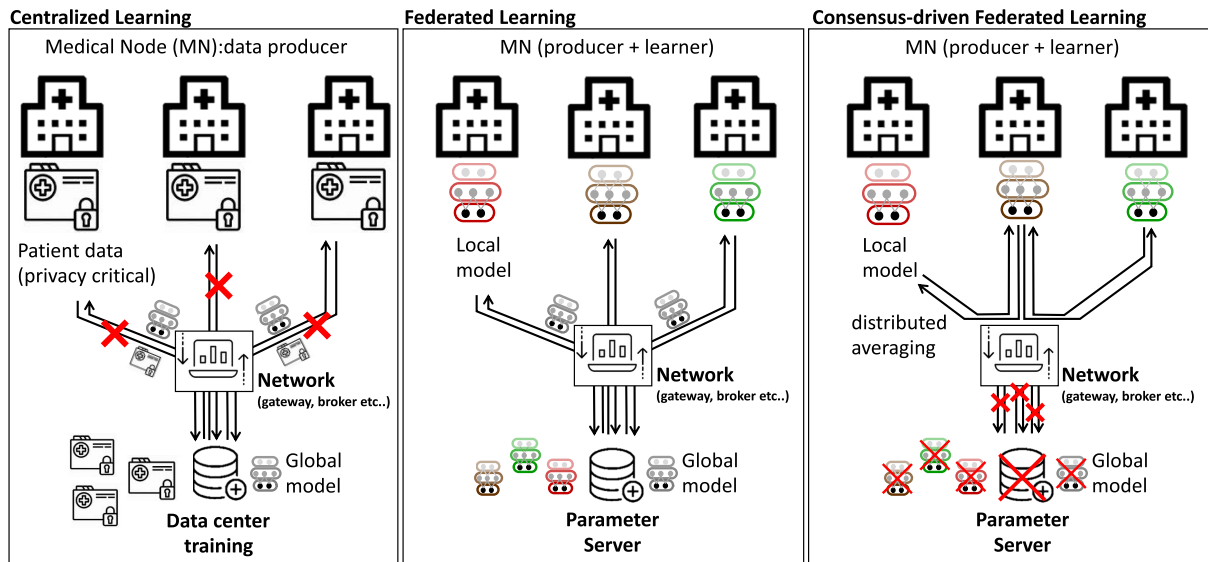 Centralized Learning
Medical Node (MN):data producer
Patient data
(privacy critical)
Network
(gateway, broker etc..)
Global
model
Data center
training
Federated Learning
MN (producer + learner)
Local
model
Network
(gateway, broker etc..)
Global
model
Parameter
Server
Consensus-driven Federated Learning
MN (producer + learner)
Local
model
distributed
averaging
Network
(gateway, broker etc..)
Global
model
Parameter
Server